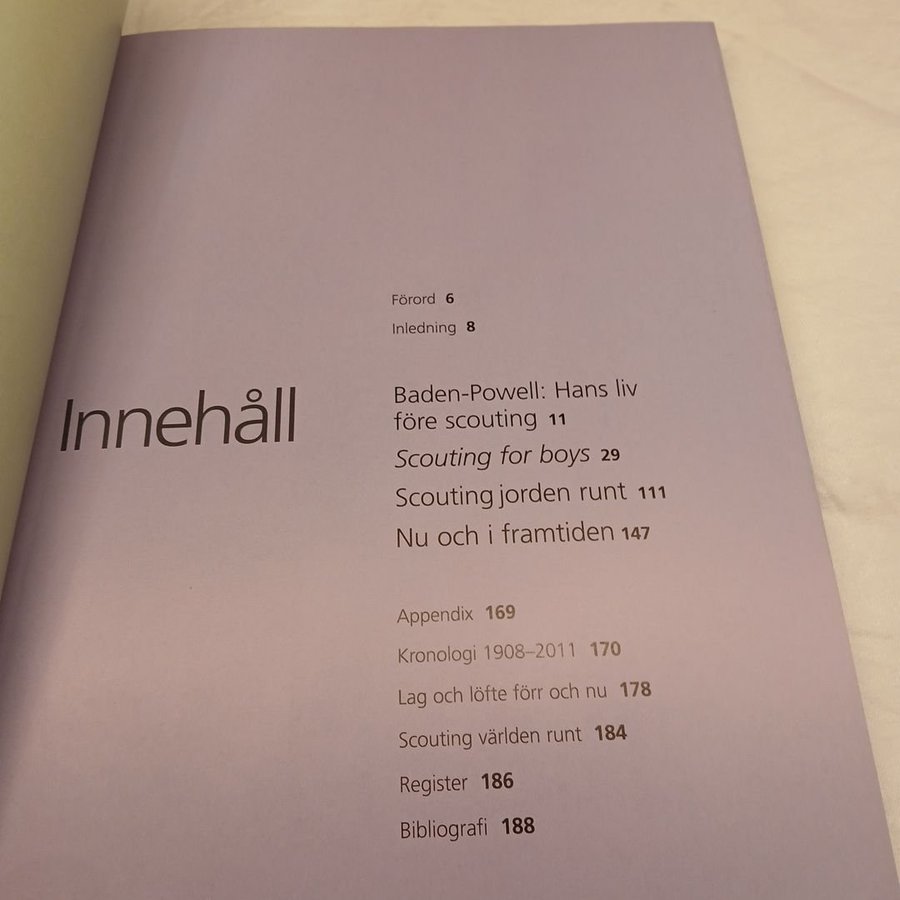 Förord 6
Inledning 8
Innehåll
Baden-Powell: Hans liv
före scouting 11
Scouting for boys 29
Scouting jorden runt 111
Nu och i framtiden 147
Appendix 169
Kronologi 1908–2011 170
Lag och löfte förr och nu 178
Scouting världen runt 184
Register 186
Bibliografi 188